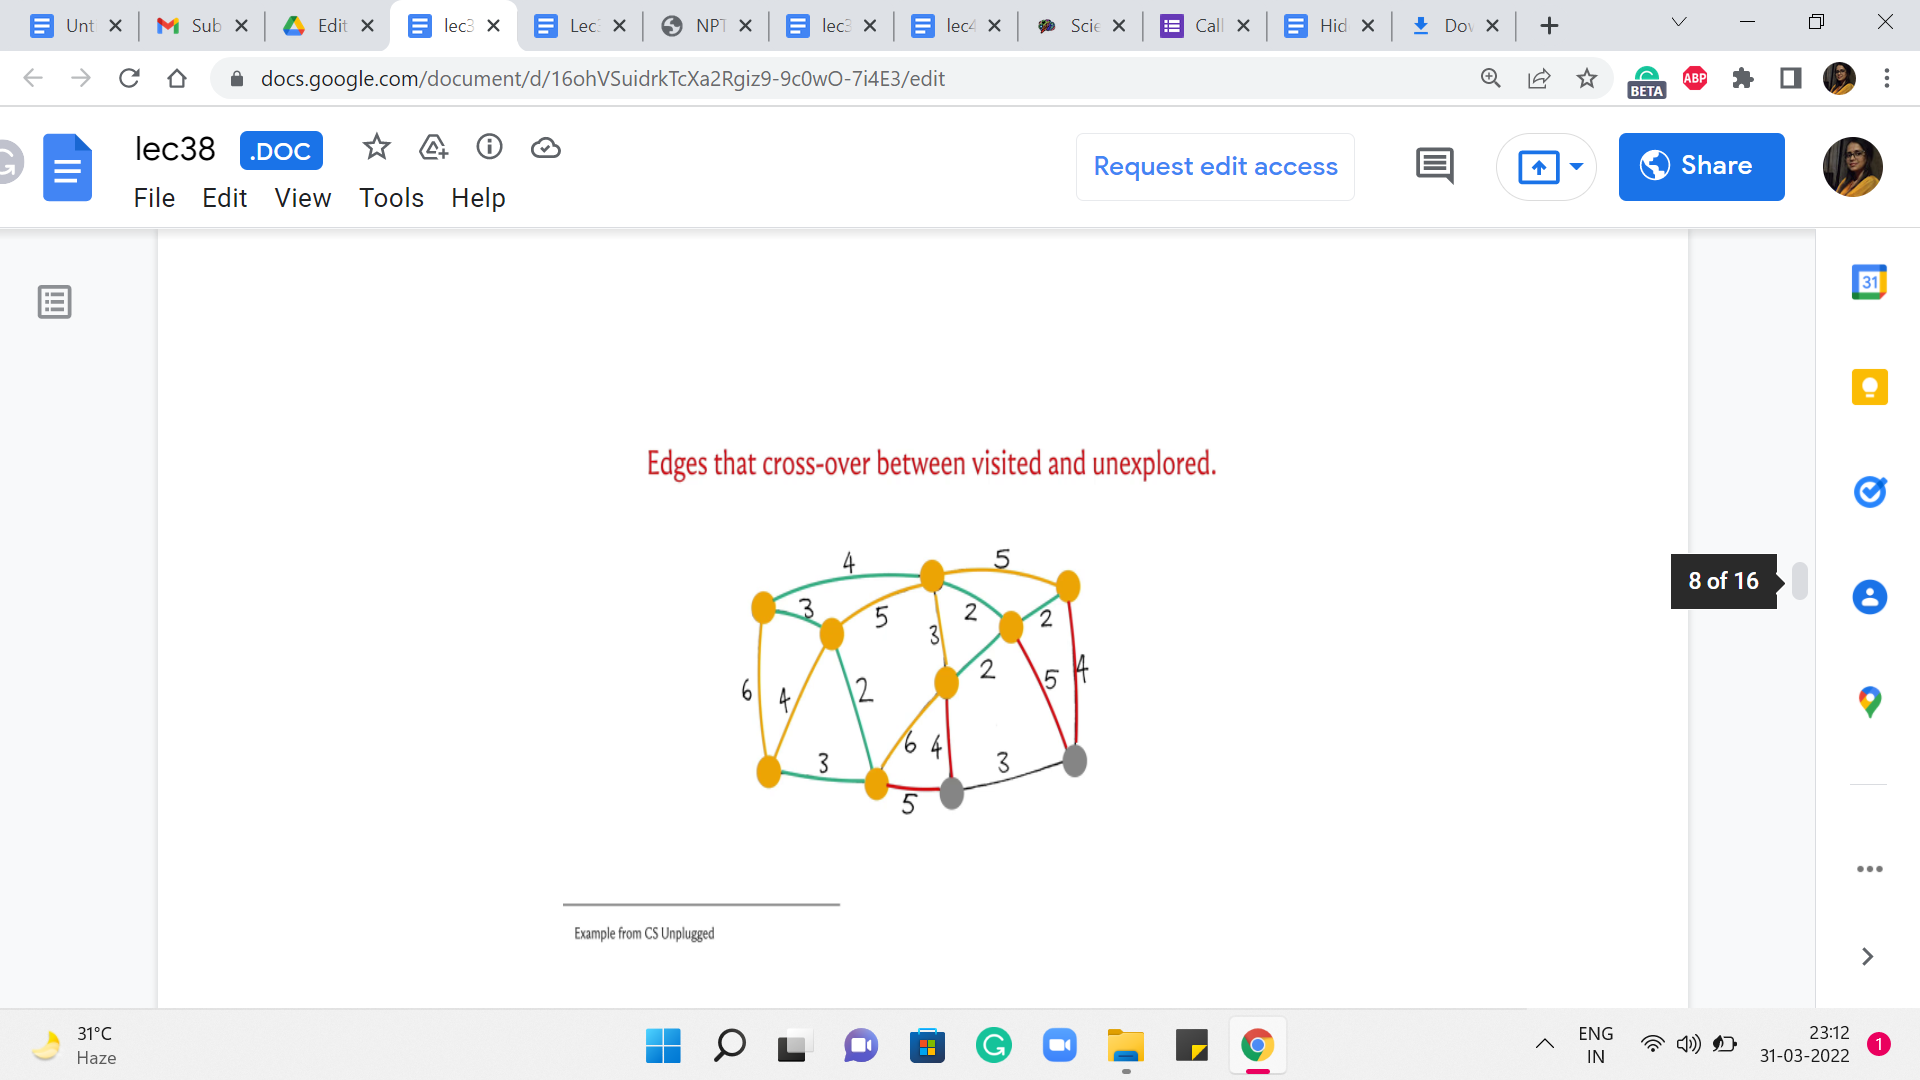 Unt
Sub
Edit
lec3
Lec
NPT
lec3
lec4
Scie
Call
Hid
Dov
docs.google.com/document/d/16ohVSuidrkTcXa2Rgiz9-9c0wO-7i4E3/edit
BETA
ABP
lec38
.DOC
Request edit access
Share
File Edit View Tools Help
31
8 of 16
Edges that cross-over between visited and unexplored.
4
5
3
5
2
2
3
2
6
4
2
5
4
6
4
3
3
5
Example from CS Unplugged
31°C
Haze
ENG
IN
23:12
31-03-2022
1